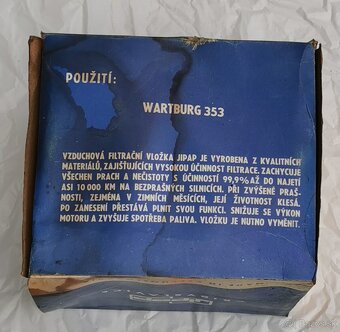 POUŽITÍ:
WARTBURG 353
VZDUCHOVÁ FILTRAČNÍ VLOŽKA JIPAP JE VYROBENA Z KVALITNÍCH
MATERIÁLŮ, ZAJIŠŤUJÍCÍCH VYSOKOU ÚČINNOST FILTRACE. ZACHYCUJE
VŠECHEN PRACH A NEČISTOTY S ÚČINNOSTÍ 99,9% AŽ DO NAJETÍ
ASI 10 000 KM NA BEZPRAŠNÝCH SILNICÍCH. PŘI ZVÝŠENÉ PRAŠ-
NOSTI, ZEJMÉNA V ZIMNÍCH MĚSÍCÍCH, JEJÍ ŽIVOTNOST KLESÁ.
PO ZANESENÍ PŘESTÁVÁ PLNIT SVOU FUNKCI. SNIŽUJE SE VÝKON
MOTORU A ZVYŠUJE SPOTŘEBA PALIVA. VLOŽKU JE NUTNO VYMĚNIT.